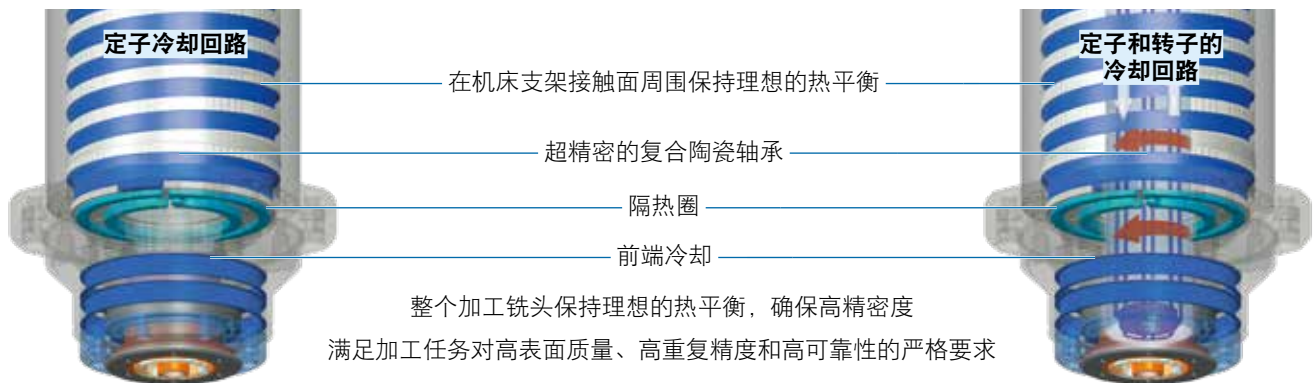 定子冷却回路
定子和转子的
冷却回路
在机床支架接触面周围保持理想的热平衡
超精密的复合陶瓷轴承
隔热圈
前端冷却
整个加工铣头保持理想的热平衡，确保高精密度
满足加工任务对高表面质量、高重复精度和高可靠性的严格要求